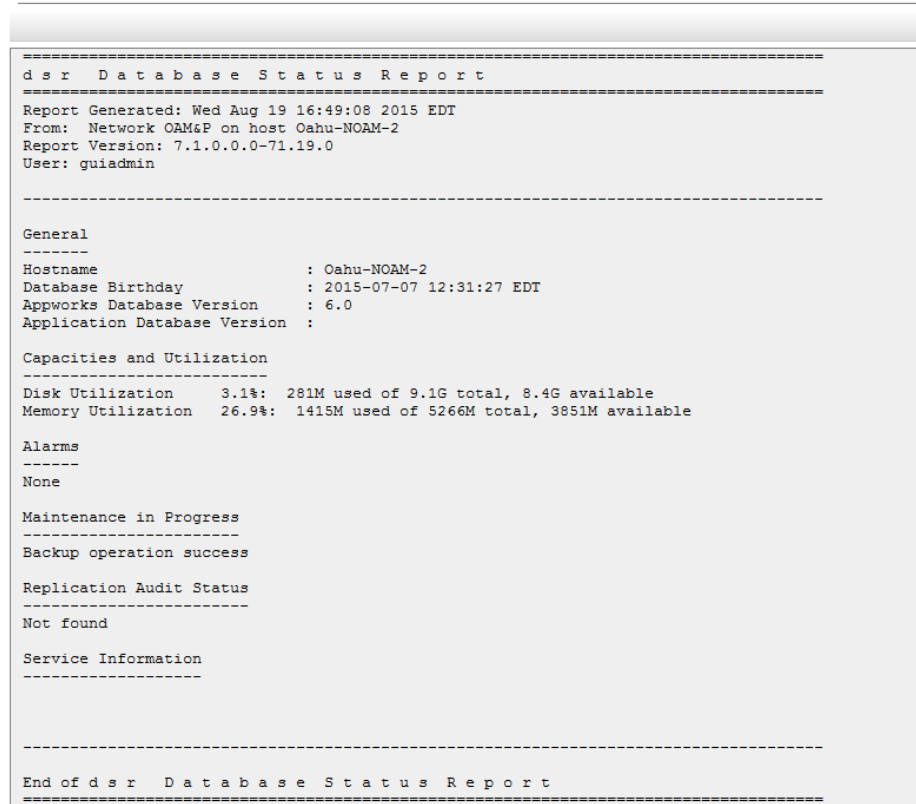 ================================================================================
d s r   D a t a b a s e   S t a t u s   R e p o r t
================================================================================
Report Generated: Wed Aug 19 16:49:08 2015 EDT
From:  Network OAM&P on host Oahu-NOAM-2
Report Version: 7.1.0.0.0-71.19.0
User: guiadmin
--------------------------------------------------------------------------------
General
-------
Hostname                      : Oahu-NOAM-2
Database Birthday             : 2015-07-07 12:31:27 EDT
Appworks Database Version     : 6.0
Application Database Version  :
Capacities and Utilization
--------------------------
Disk Utilization     3.1%:  281M used of 9.1G total, 8.4G available
Memory Utilization   26.9%:  1415M used of 5266M total, 3851M available
Alarms
------
None
Maintenance in Progress
-----------------------
Backup operation success
Replication Audit Status
------------------------
Not found
Service Information
-------------------
--------------------------------------------------------------------------------
End of d s r   D a t a b a s e   S t a t u s   R e p o r t
================================================================================